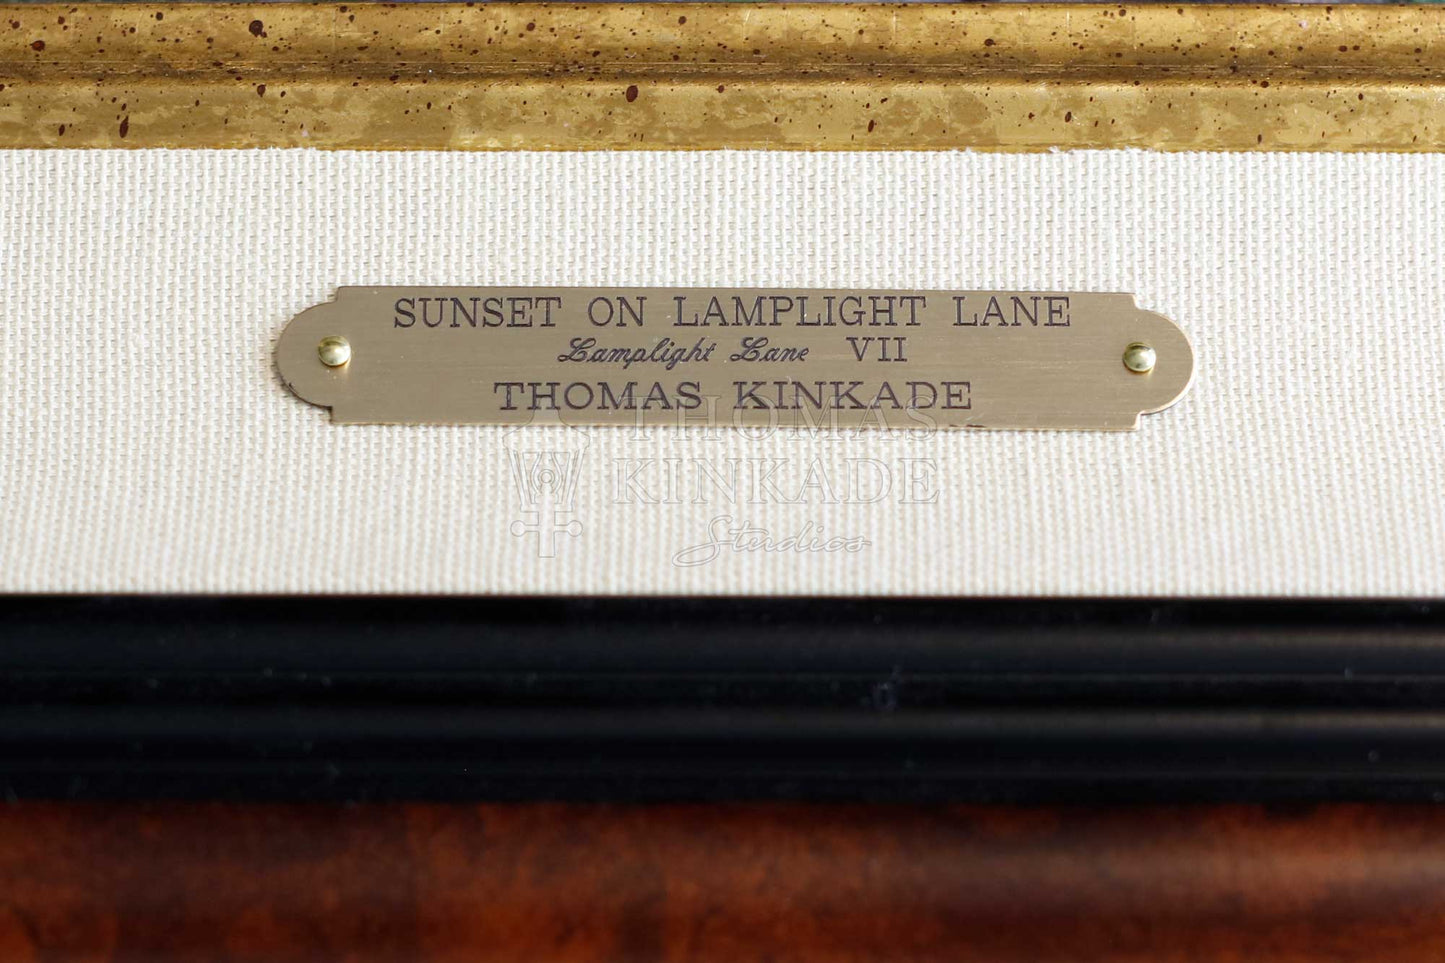 SUNSET ON LAMPLIGHT LANE
Lamplight Lane VII
THOMAS KINKADE
THOMAS
KINKADE
Studios